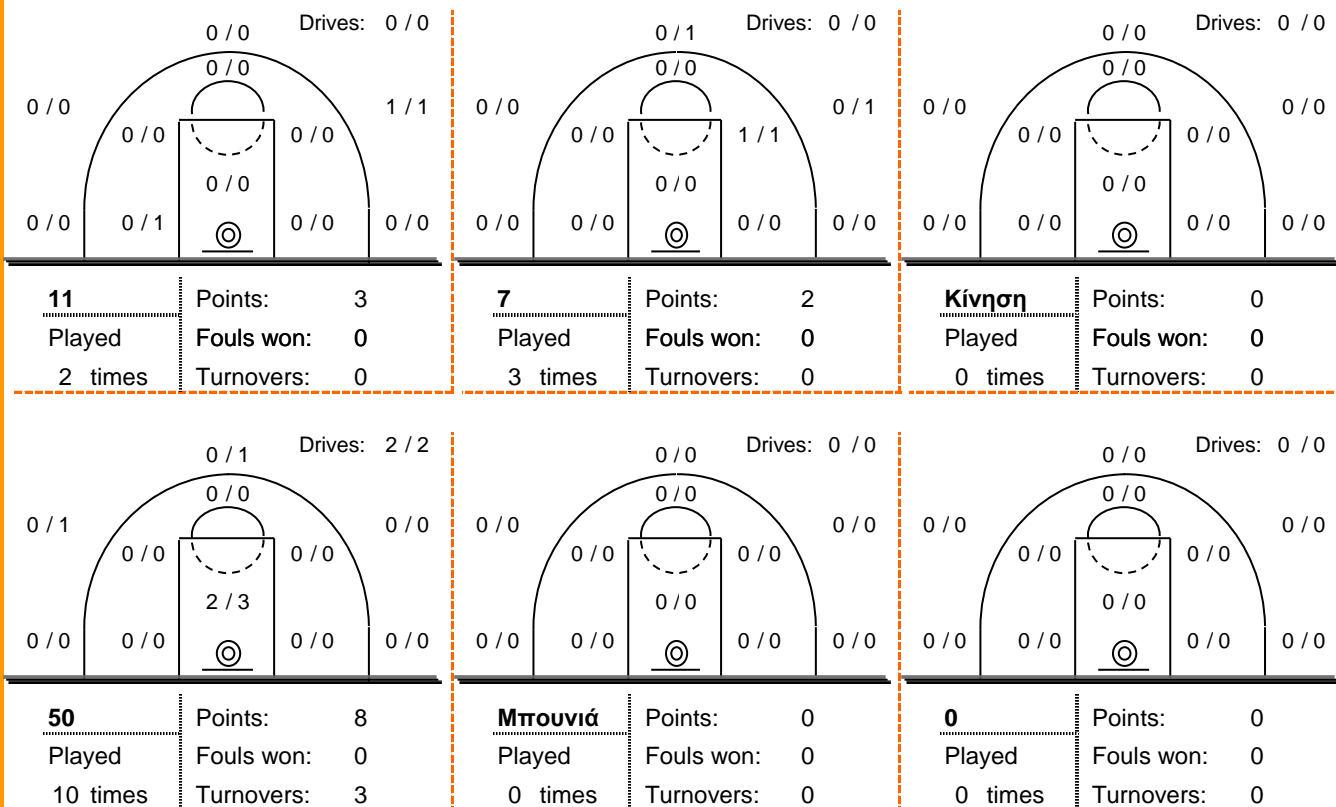 0 / 0 Drives: 0 / 0
0 / 0
0 / 0 1 / 1
0 / 0 0 / 0
0 / 0
0 / 0 0 / 1 0 / 0 0 / 0
11 Points: 3
Played Fouls won: 0
2 times Turnovers: 0
0 / 1 Drives: 0 / 0
0 / 0
0 / 0 0 / 1
0 / 0 1 / 1
0 / 0
0 / 0 0 / 0 0 / 0 0 / 0
7 Points: 2
Played Fouls won: 0
3 times Turnovers: 0
0 / 0 Drives: 0 / 0
0 / 0
0 / 0 0 / 0
0 / 0 0 / 0
0 / 0
0 / 0 0 / 0 0 / 0 0 / 0
Κίνηση Points: 0
Played Fouls won: 0
0 times Turnovers: 0
0 / 1 Drives: 2 / 2
0 / 0
0 / 1 0 / 0
0 / 0 0 / 0
2 / 3
0 / 0 0 / 0 0 / 0 0 / 0
50 Points: 8
Played Fouls won: 0
10 times Turnovers: 3
0 / 0 Drives: 0 / 0
0 / 0
0 / 0 0 / 0
0 / 0 0 / 0
0 / 0
0 / 0 0 / 0 0 / 0 0 / 0
Μπουνιά Points: 0
Played Fouls won: 0
0 times Turnovers: 0
0 / 0 Drives: 0 / 0
0 / 0
0 / 0 0 / 0
0 / 0 0 / 0
0 / 0
0 / 0 0 / 0 0 / 0 0 / 0
0 Points: 0
Played Fouls won: 0
0 times Turnovers: 0